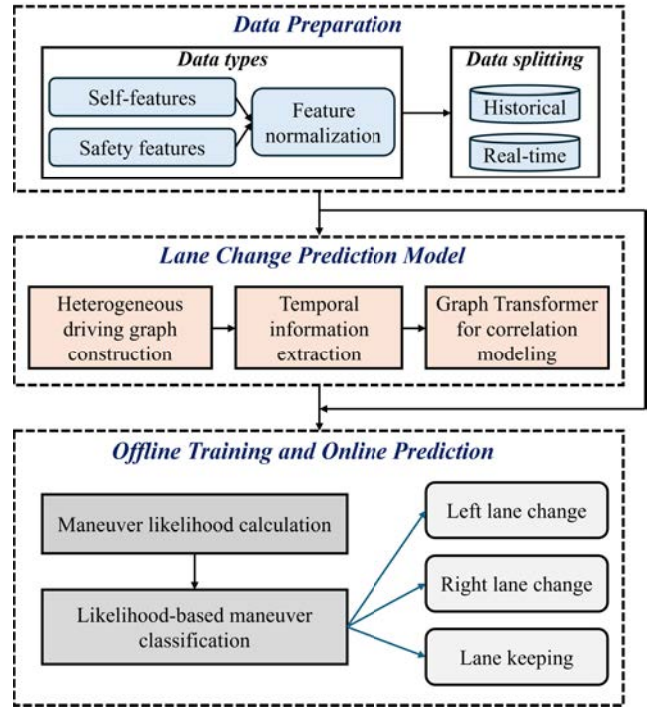 Data Preparation
Data types
Self-features
Safety features
Feature
normalization
Data splitting
Historical
Real-time
Lane Change Prediction Model
Heterogeneous
driving graph
construction
Temporal
information
extraction
Graph Transformer
for correlation
modeling
Offline Training and Online Prediction
Maneuver likelihood calculation
Likelihood-based maneuver
classification
Left lane change
Right lane change
Lane keeping